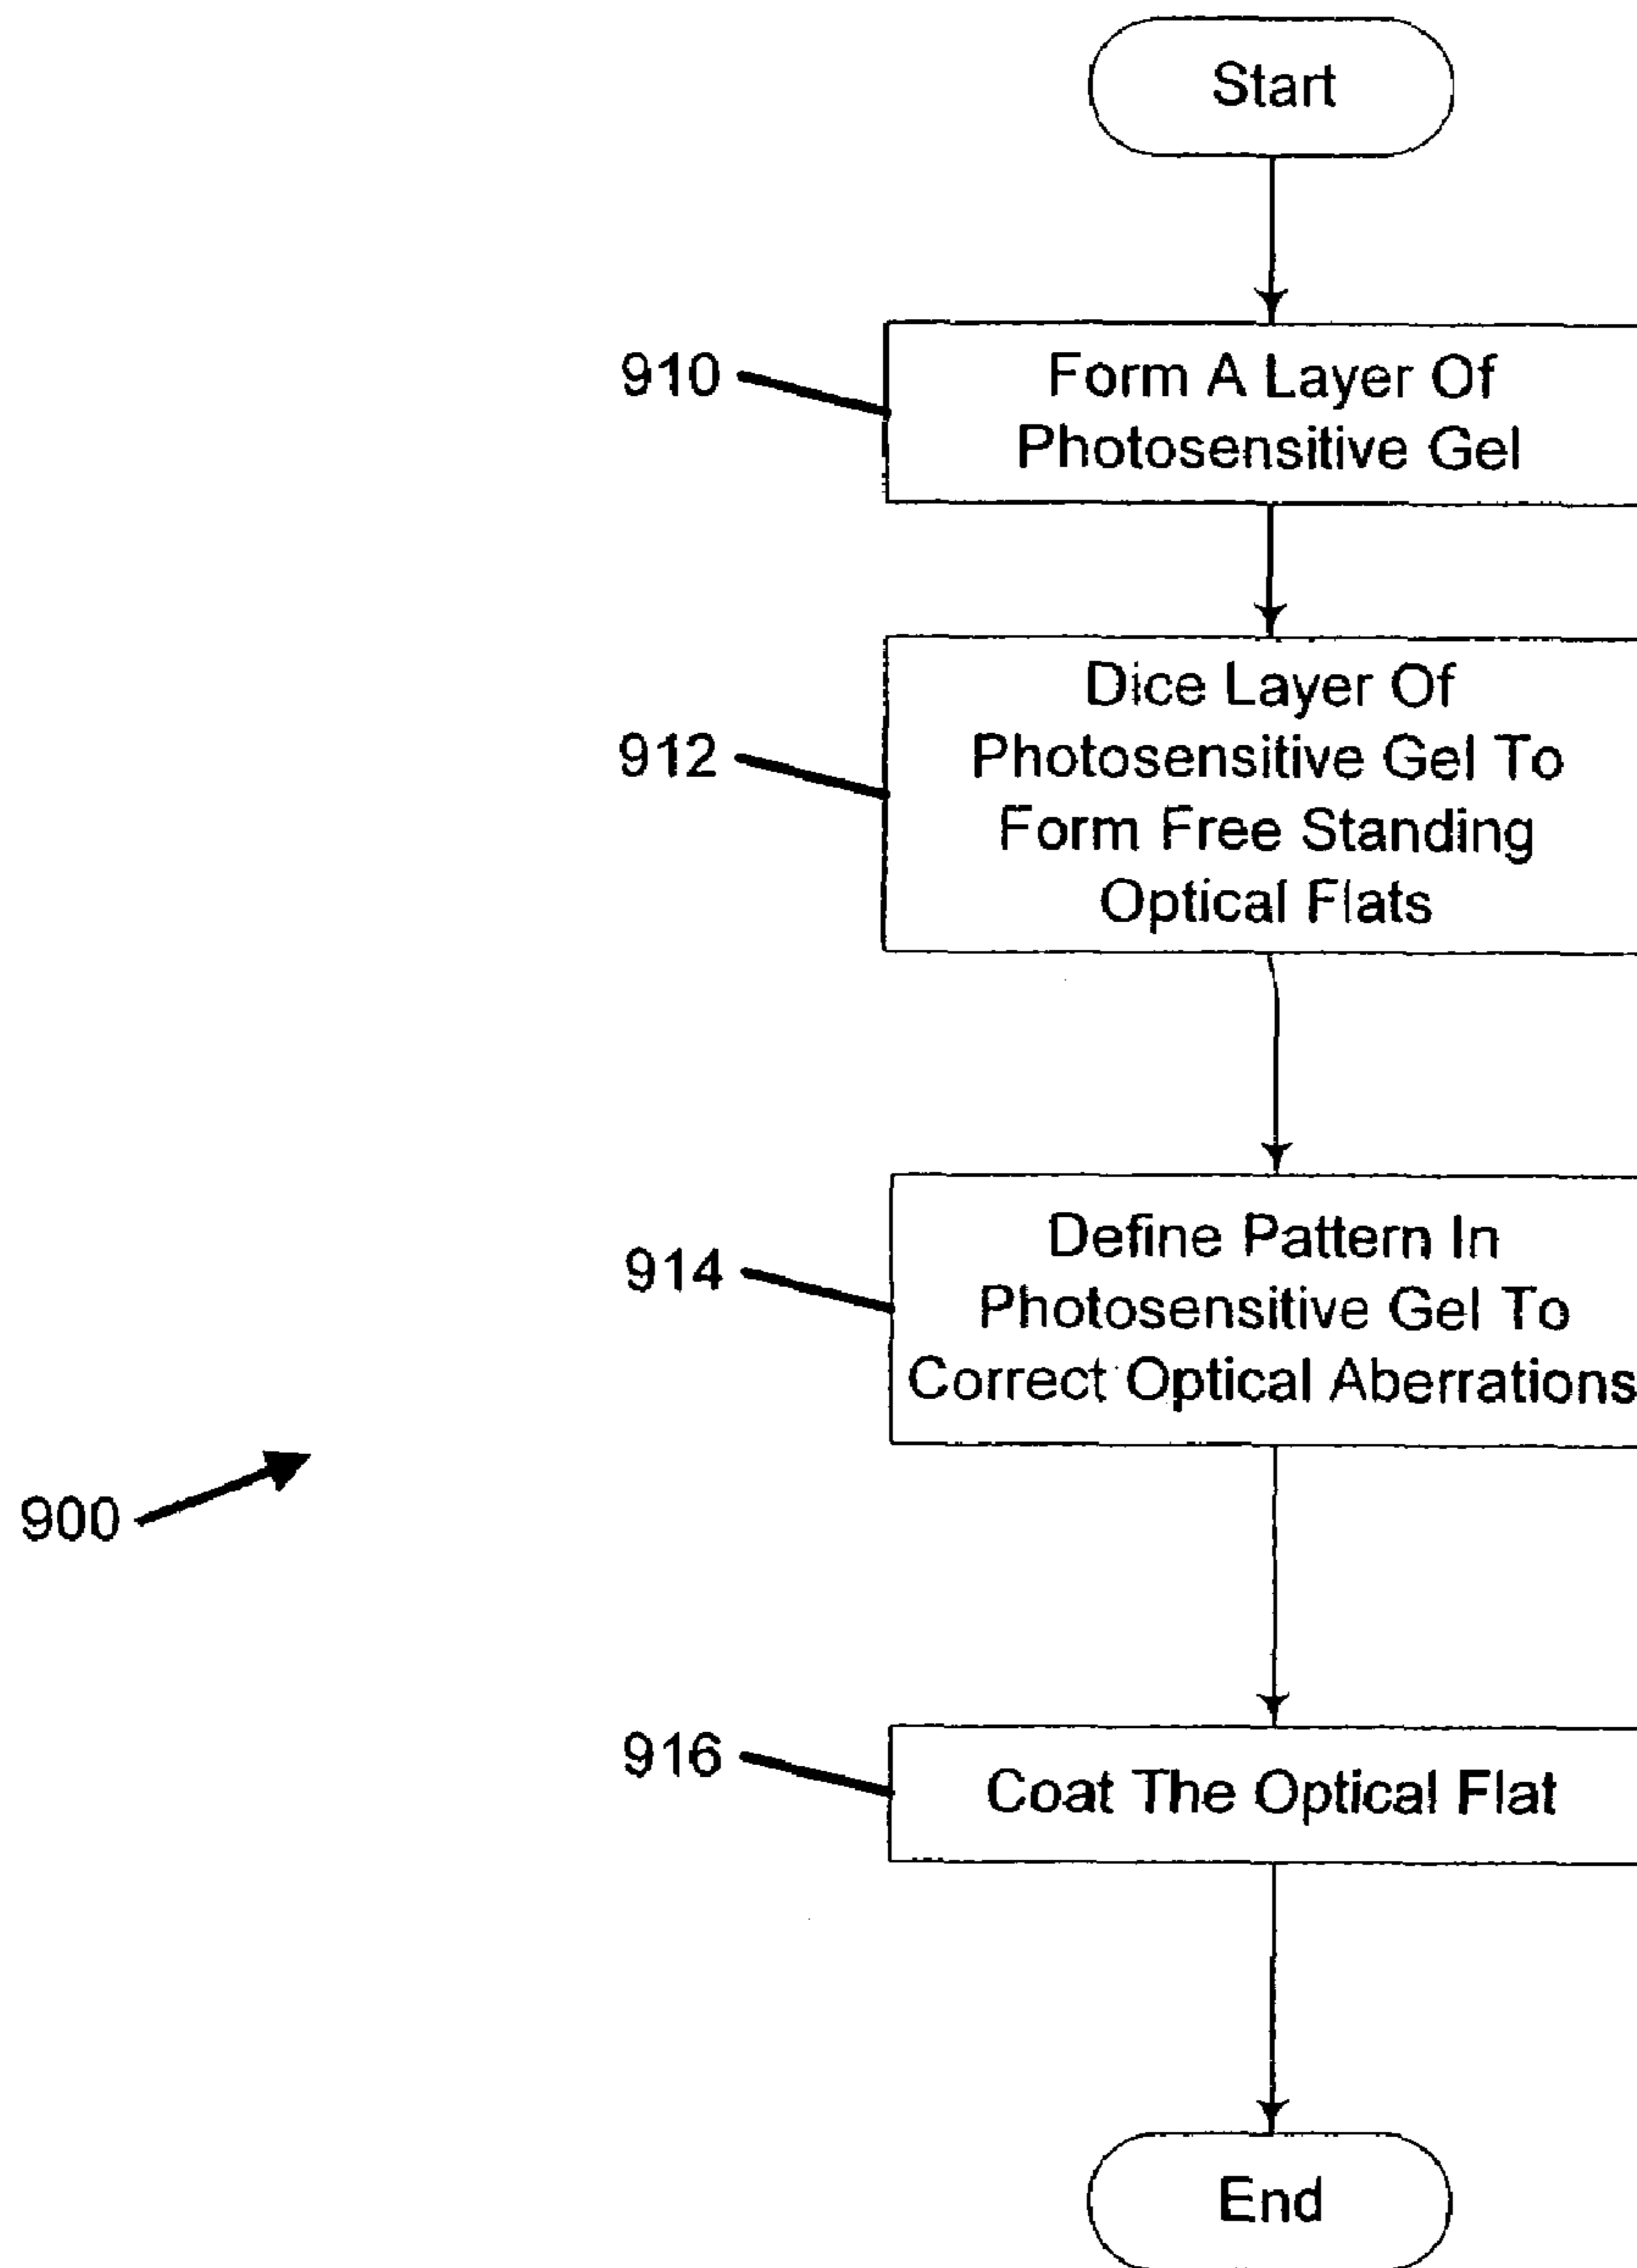 Start
910
Form A Layer Of
Photosensitive Gel
912
Dice Layer Of
Photosensitive Gel To
Form Free Standing
Optical Flats
914
Define Pattern In
Photosensitive Gel To
Correct Optical Aberrations
900
916
Coat The Optical Flat
End